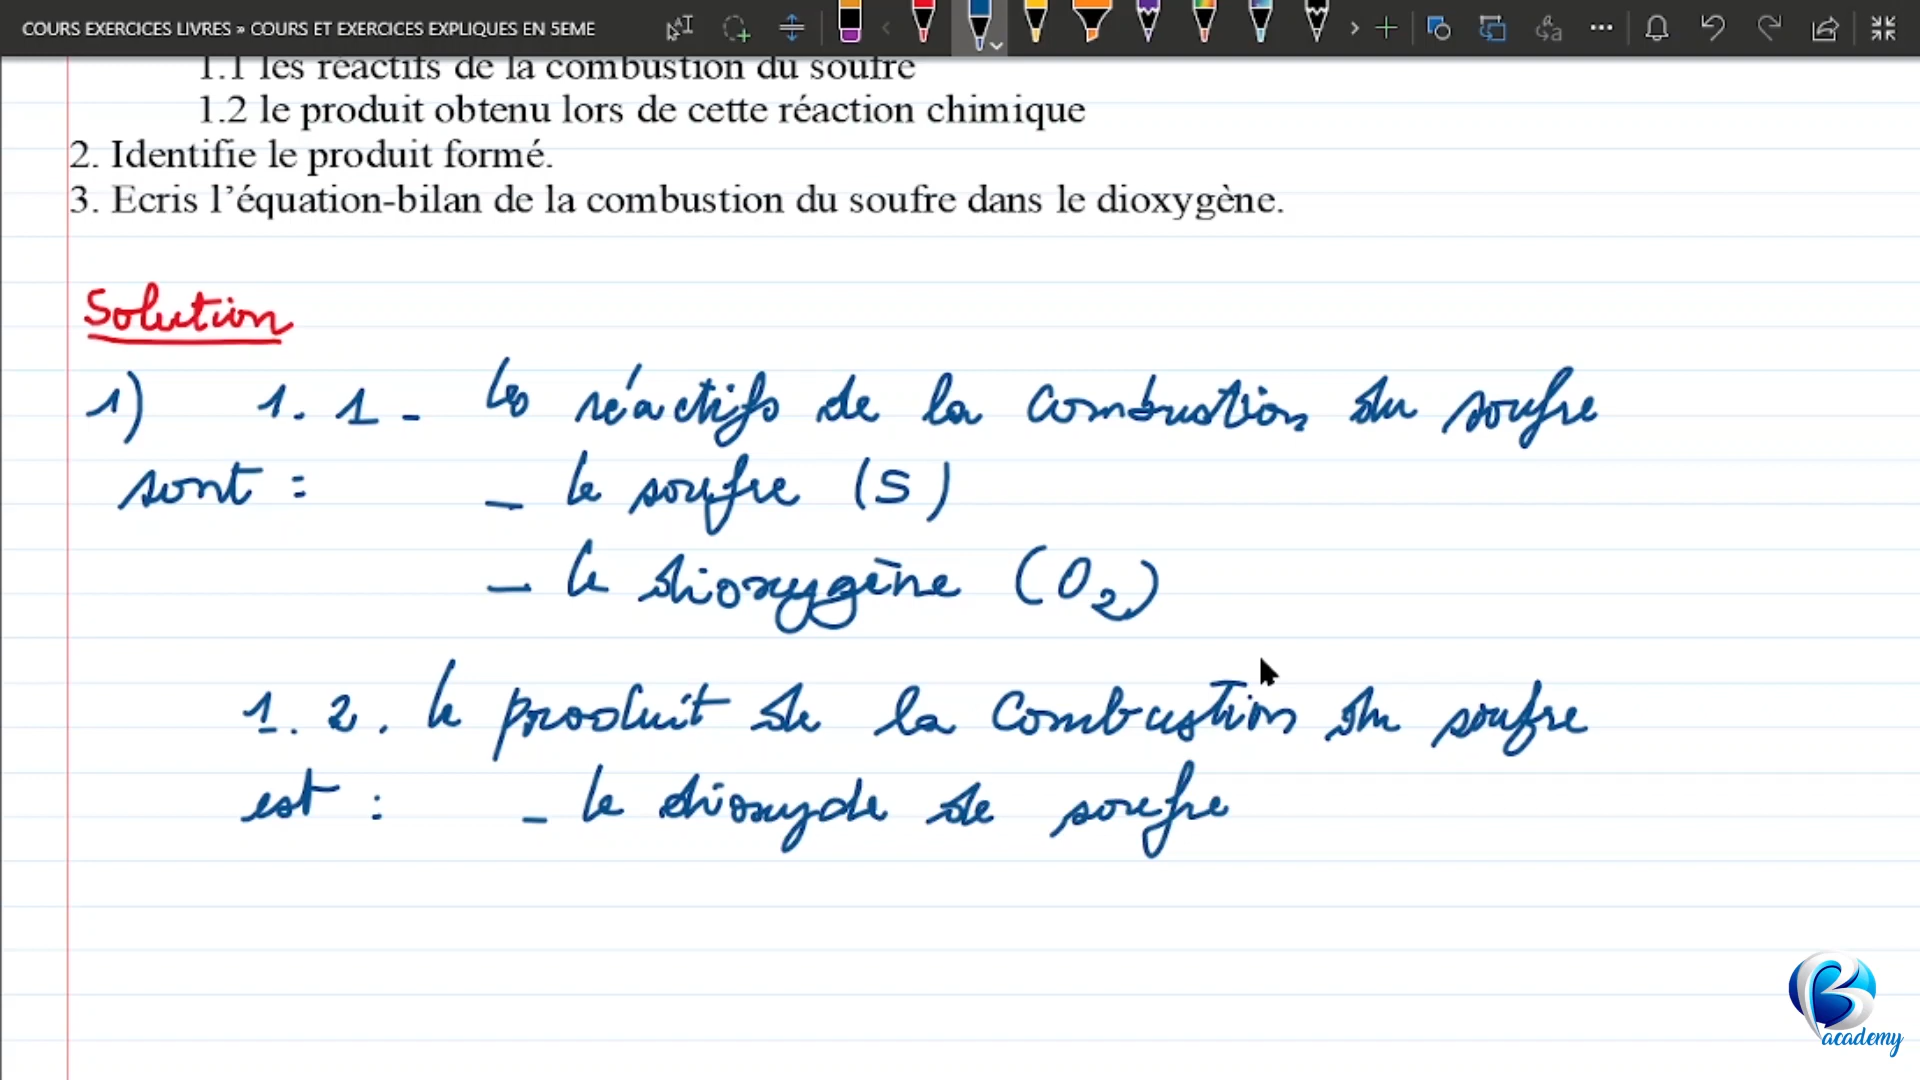 COURS EXERCICES LIVRES » COURS ET EXERCICES EXPLIQUES EN 5EME
1.1 les réactifs de la combustion du soufre
1.2 le produit obtenu lors de cette réaction chimique
2. Identifie le produit formé.
3. Ecris l’équation-bilan de la combustion du soufre dans le dioxygène.
Solution
1) 1.1- les réactifs de la combustion du soufre
sont : - le soufre (S)
- le dioxygène (O₂)
1.2. le produit de la combustion du soufre
est : - le dioxyde de soufre
B academy